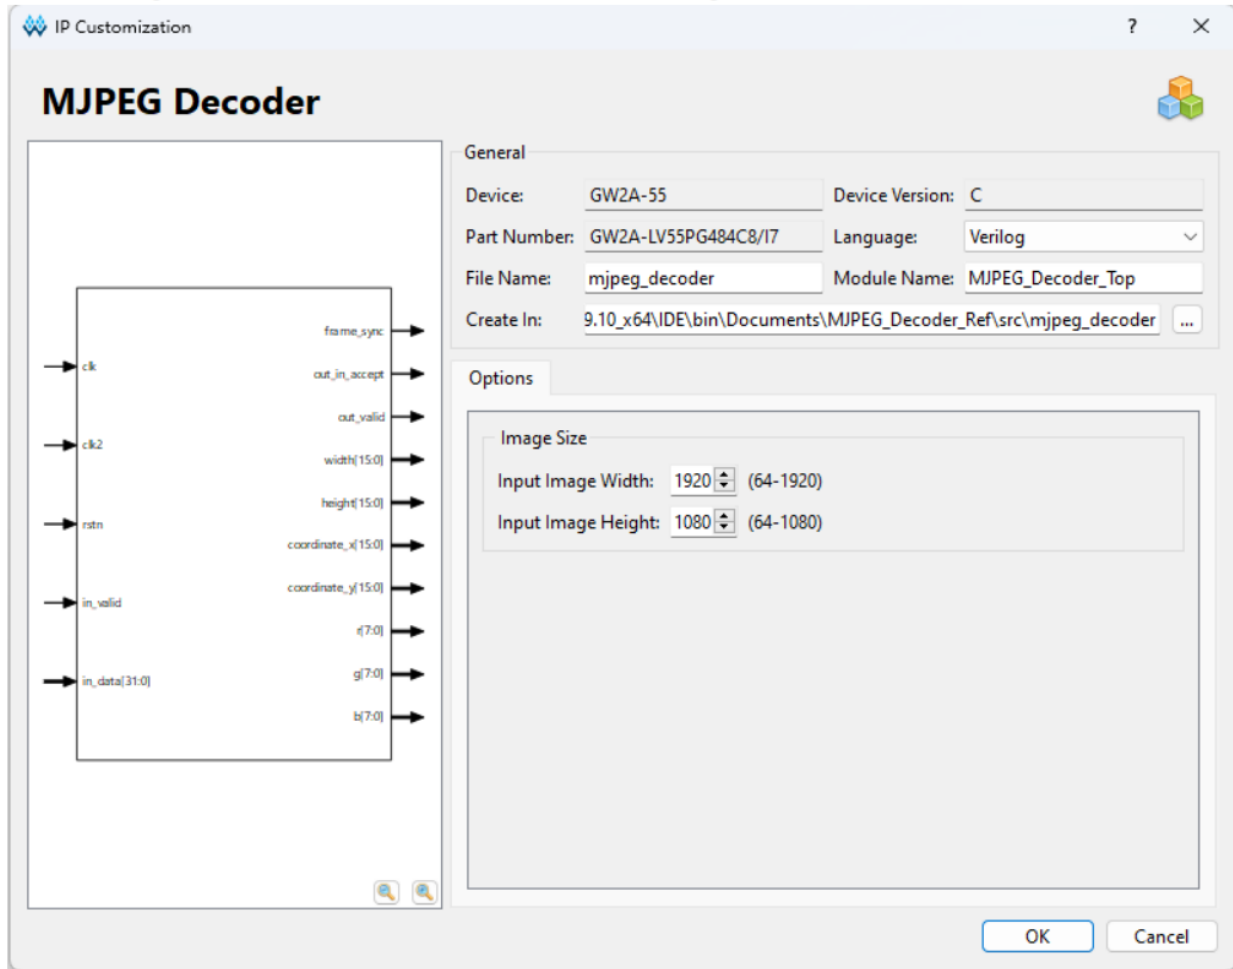 IP Customization
?
MJPEG Decoder
General
Device: GW2A-55 Device Version: C
Part Number: GW2A-LV55PG484C8/I7 Language: Verilog
File Name: mjpeg_decoder Module Name: MJPEG_Decoder_Top
Create In: 9.10_x64\IDE\bin\Documents\MJPEG_Decoder_Ref\src\mjpeg_decoder ...
clk
clk2
rstn
in_valid
in_data[31:0]
frame_sync
out_in_accept
out_valid
width[15:0]
height[15:0]
coordinate_x[15:0]
coordinate_y[15:0]
r[7:0]
g[7:0]
b[7:0]
Options
Image Size
Input Image Width: 1920 (64-1920)
Input Image Height: 1080 (64-1080)
OK Cancel